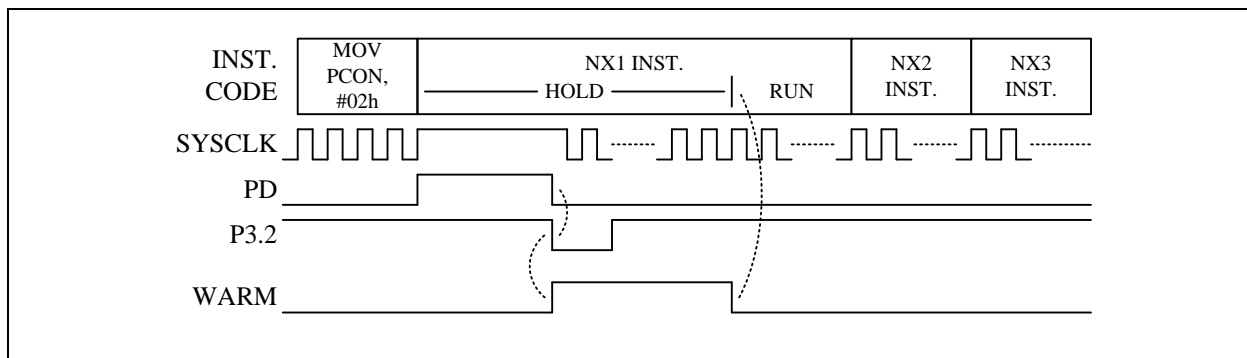 INST.
CODE
MOV
PCON,
#02h
NX1 INST.
HOLD
RUN
NX2
INST.
NX3
INST.
SYSCLK
PD
P3.2
WARM